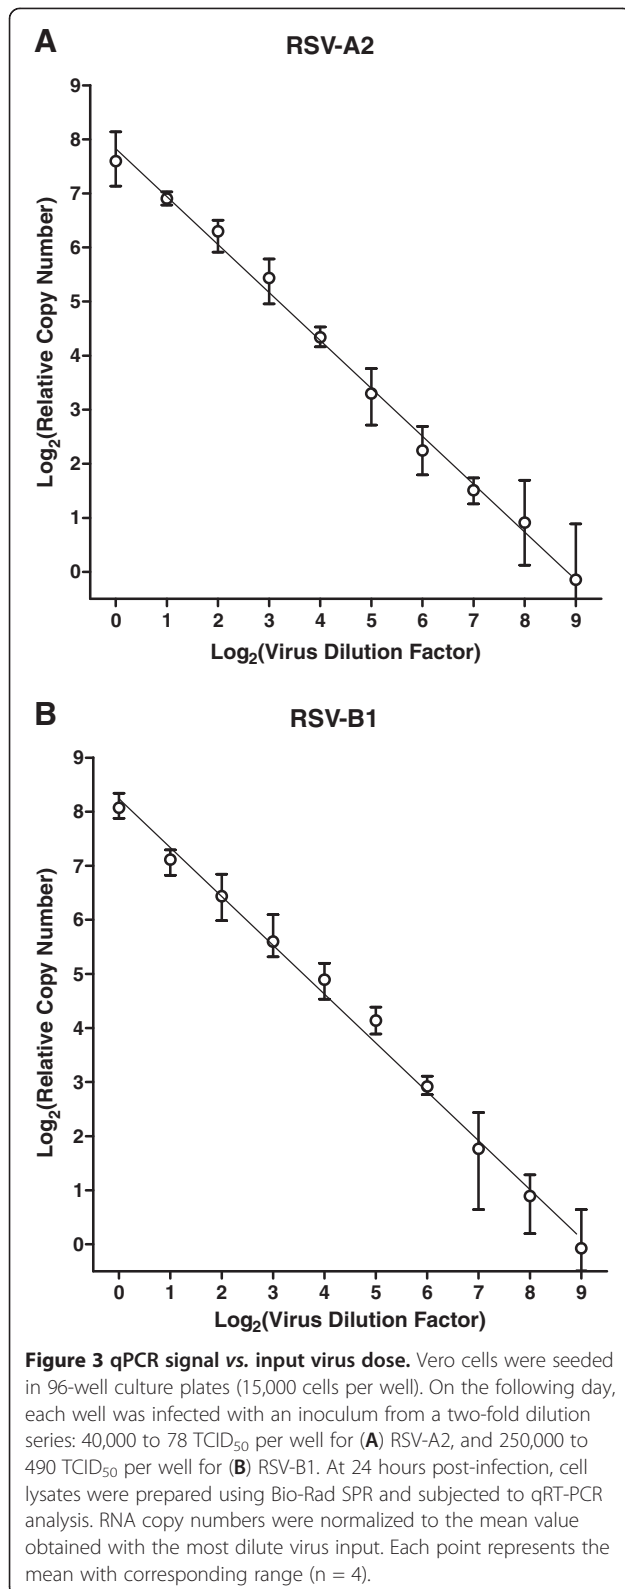 A
RSV-A2
Log₂(Relative Copy Number)
9
8
7
6
5
4
3
2
1
0
0 1 2 3 4 5 6 7 8 9
Log₂(Virus Dilution Factor)
B
RSV-B1
Log₂(Relative Copy Number)
9
8
7
6
5
4
3
2
1
0
0 1 2 3 4 5 6 7 8 9
Log₂(Virus Dilution Factor)
Figure 3 qPCR signal vs. input virus dose. Vero cells were seeded
in 96-well culture plates (15,000 cells per well). On the following day,
each well was infected with an inoculum from a two-fold dilution
series: 40,000 to 78 TCID₅₀ per well for (A) RSV-A2, and 250,000 to
490 TCID₅₀ per well for (B) RSV-B1. At 24 hours post-infection, cell
lysates were prepared using Bio-Rad SPR and subjected to qRT-PCR
analysis. RNA copy numbers were normalized to the mean value
obtained with the most dilute virus input. Each point represents the
mean with corresponding range (n = 4).